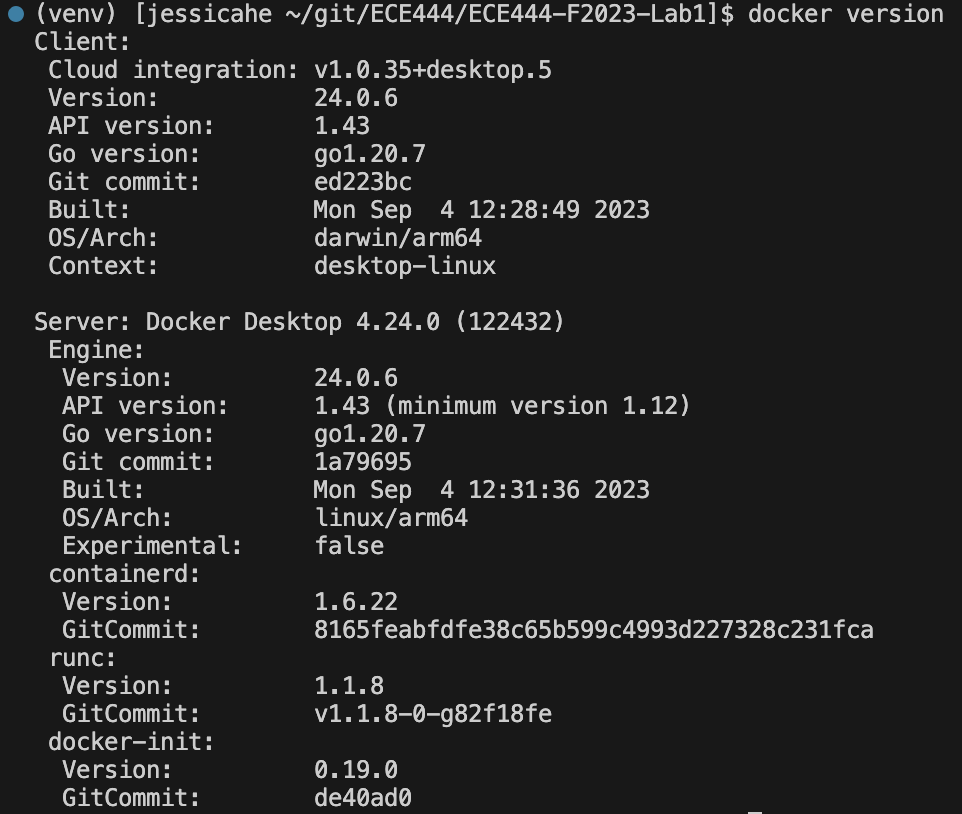 (venv) [jessicahe ~/git/ECE444/ECE444-F2023-Lab1]$ docker version
Client:
 Cloud integration: v1.0.35+desktop.5
 Version:           24.0.6
 API version:       1.43
 Go version:        go1.20.7
 Git commit:        ed223bc
 Built:             Mon Sep  4 12:28:49 2023
 OS/Arch:           darwin/arm64
 Context:           desktop-linux

Server: Docker Desktop 4.24.0 (122432)
 Engine:
  Version:          24.0.6
  API version:      1.43 (minimum version 1.12)
  Go version:       go1.20.7
  Git commit:       1a79695
  Built:            Mon Sep  4 12:31:36 2023
  OS/Arch:          linux/arm64
  Experimental:     false
 containerd:
  Version:          1.6.22
  GitCommit:        8165feabfdfe38c65b599c4993d227328c231fca
 runc:
  Version:          1.1.8
  GitCommit:        v1.1.8-0-g82f18fe
 docker-init:
  Version:          0.19.0
  GitCommit:        de40ad0